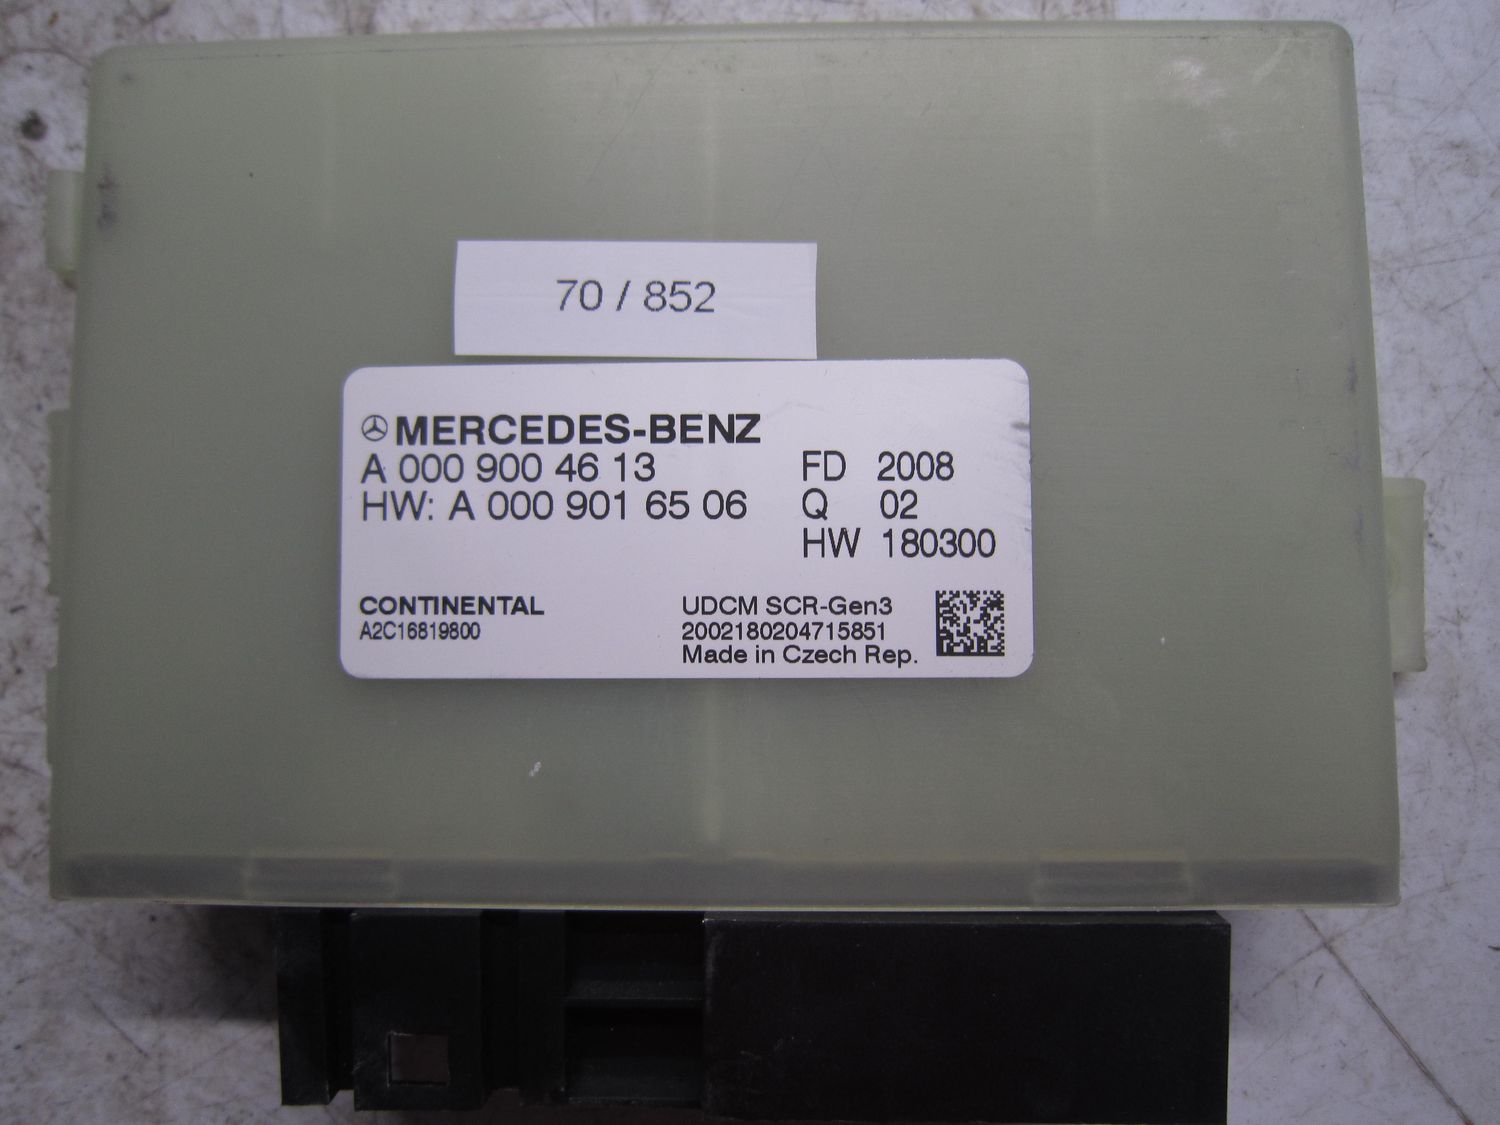 70 / 852
MERCEDES-BENZ
A 000 900 46 13
FD 2008
HW: A 000 901 65 06
Q 02
HW 180300
CONTINENTAL
A2C16819800
UDCM SCR-Gen3
2002180204715851
Made in Czech Rep.